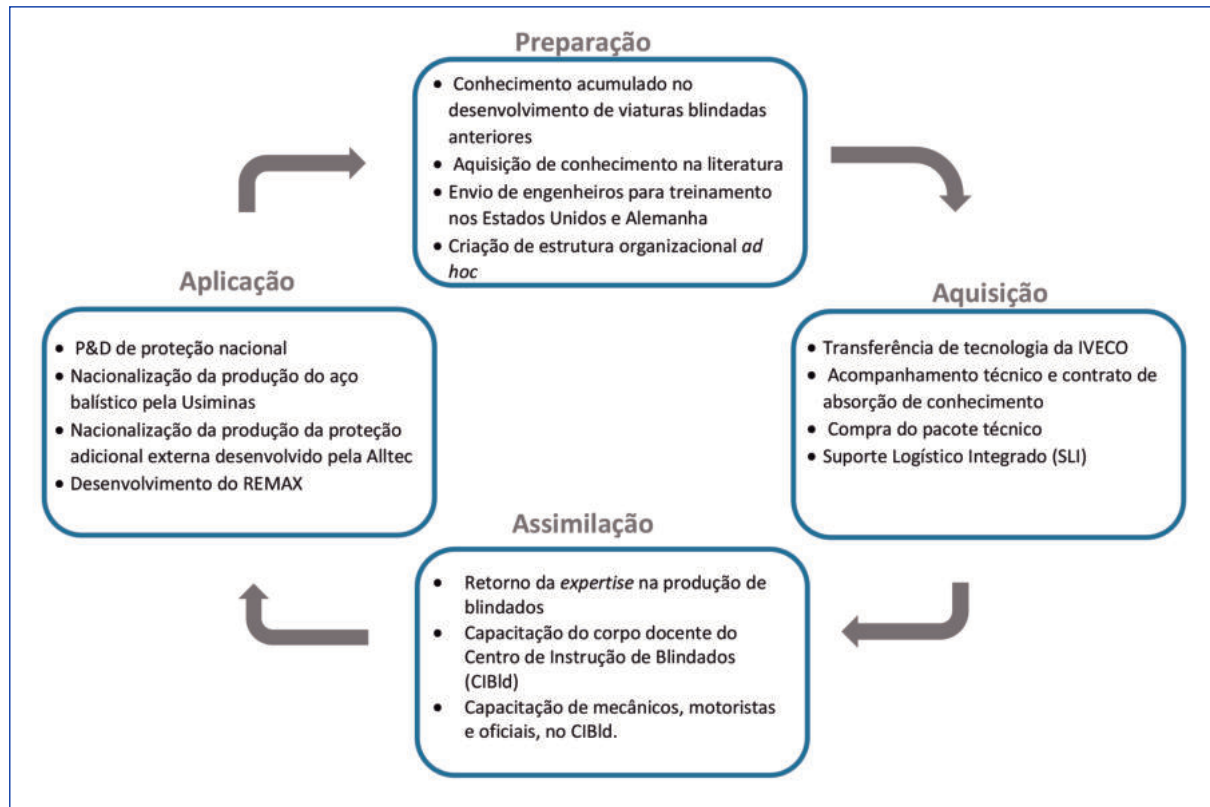 Preparação
• Conhecimento acumulado no
desenvolvimento de viaturas blindadas
anteriores
• Aquisição de conhecimento na literatura
• Envio de engenheiros para treinamento
nos Estados Unidos e Alemanha
• Criação de estrutura organizacional ad
hoc
Aquisição
• Transferência de tecnologia da IVECO
• Acompanhamento técnico e contrato de
absorção de conhecimento
• Compra do pacote técnico
• Suporte Logístico Integrado (SLI)
Assimilação
• Retorno da expertise na produção de
blindados
• Capacitação do corpo docente do
Centro de Instrução de Blindados
(CIBld)
• Capacitação de mecânicos, motoristas
e oficiais, no CIBld.
Aplicação
• P&D de proteção nacional
• Nacionalização da produção do aço
balístico pela Usiminas
• Nacionalização da produção da proteção
adicional externa desenvolvido pela Alltec
• Desenvolvimento do REMAX